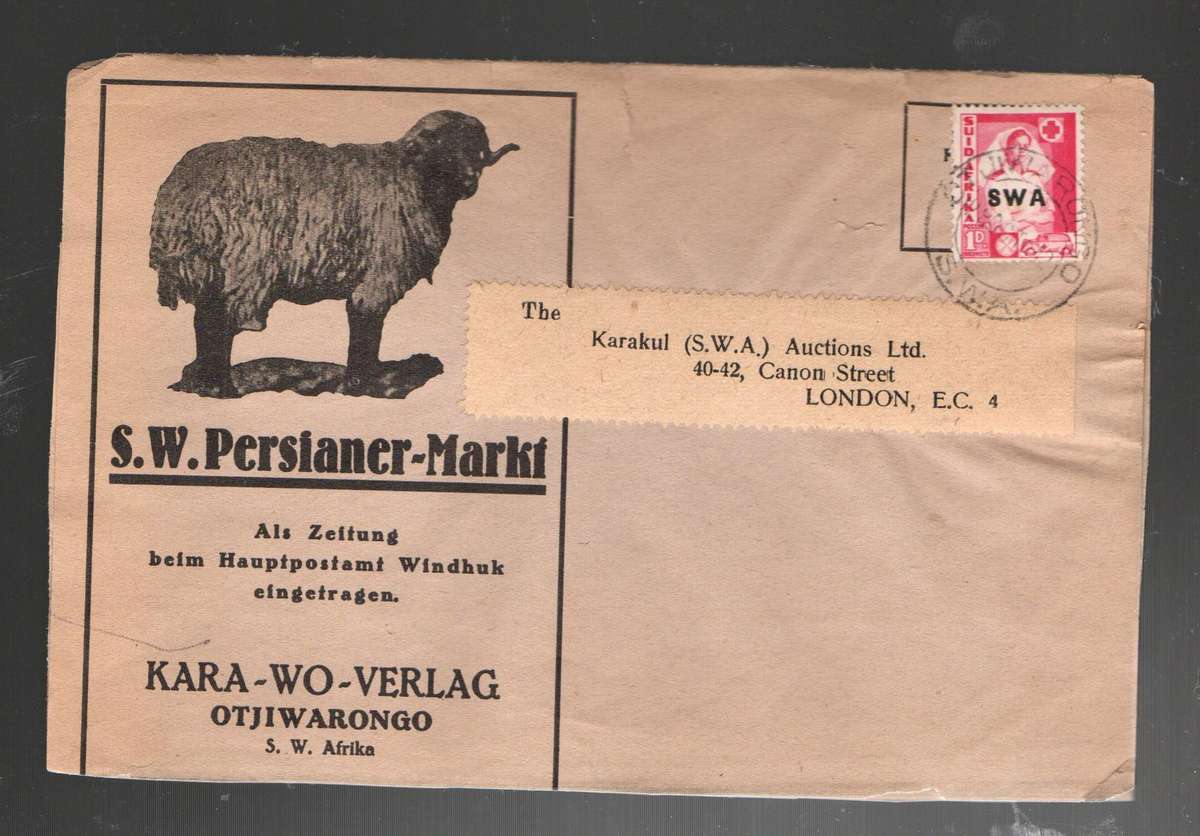 S.W. Persianer-Markt
Als Zeitung
beim Hauptpostamt Windhuk
eingetragen.
KARA-WO-VERLAG
OTJIWARONGO
S. W. Afrika
SUIDAFRIKA
SWA
1D
OTJIWARONGO
S.W.A.
The
Karakul (S.W.A.) Auctions Ltd.
40-42, Canon Street
LONDON, E.C. 4